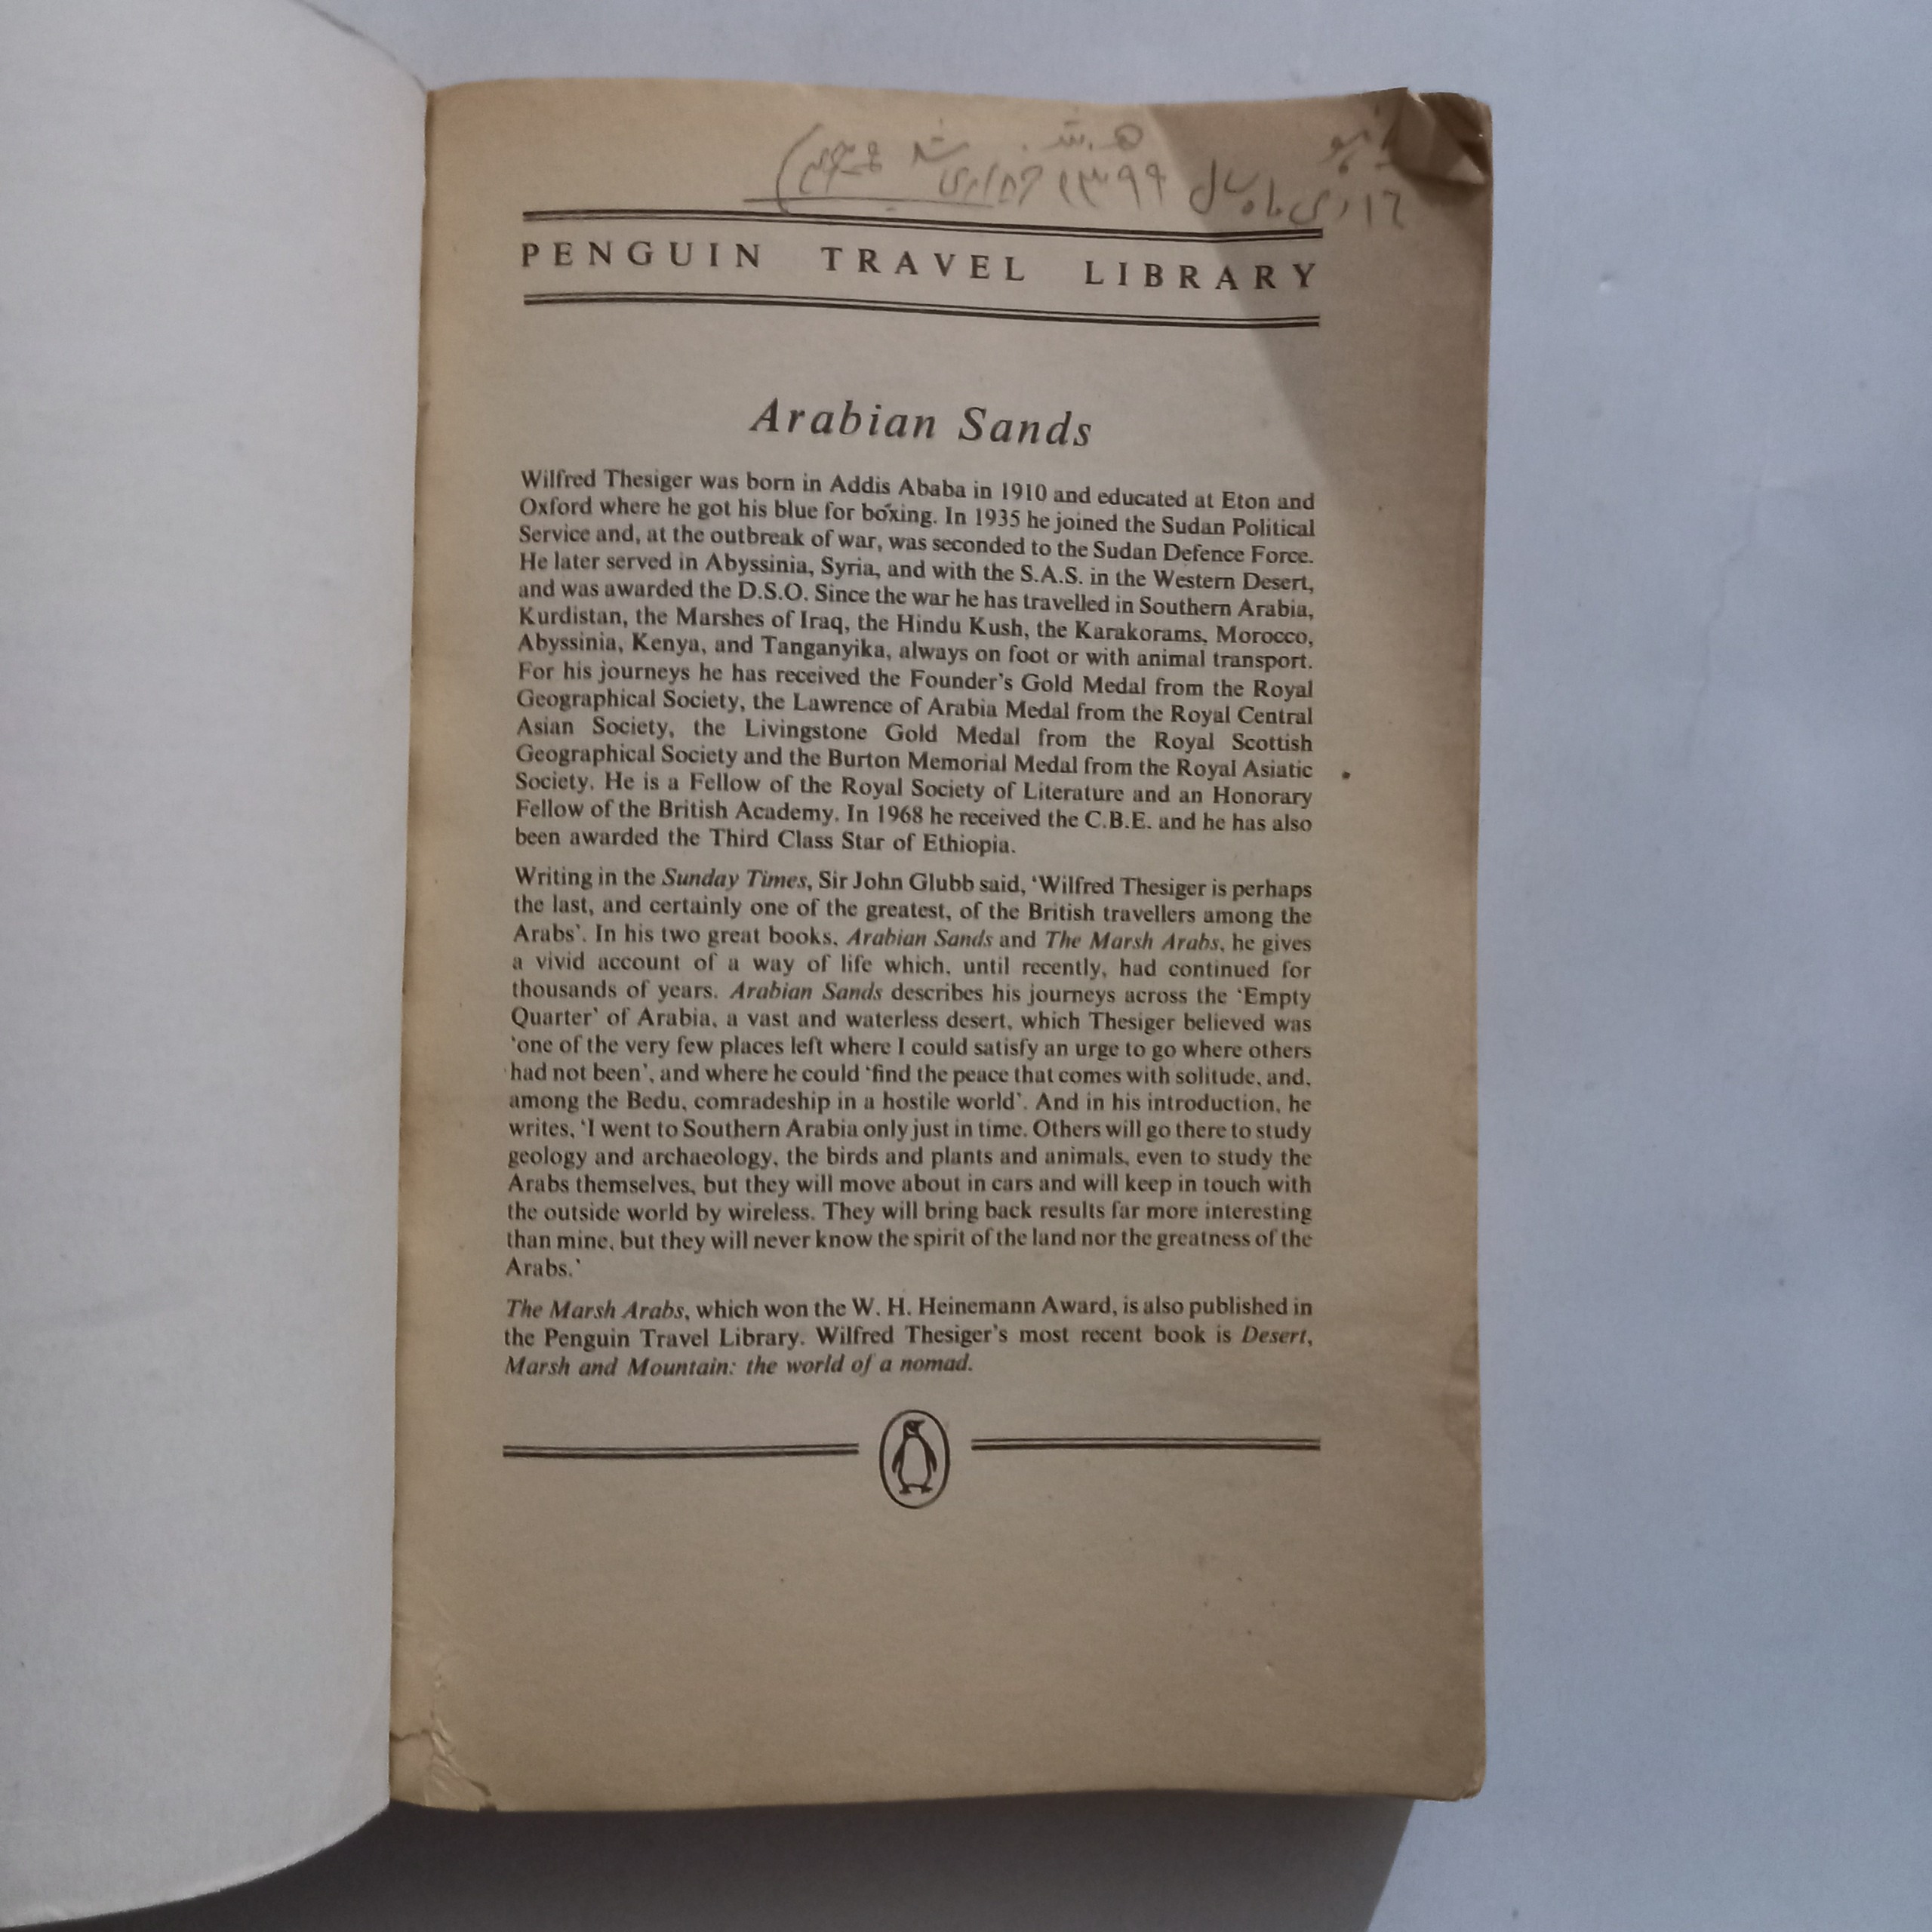 ه.ش.
۱۶ دی ماه سال ۱۳۹۹ خریداری شد
PENGUIN TRAVEL LIBRARY
Arabian Sands
Wilfred Thesiger was born in Addis Ababa in 1910 and educated at Eton and
Oxford where he got his blue for boxing. In 1935 he joined the Sudan Political
Service and, at the outbreak of war, was seconded to the Sudan Defence Force.
He later served in Abyssinia, Syria, and with the S.A.S. in the Western Desert,
and was awarded the D.S.O. Since the war he has travelled in Southern Arabia,
Kurdistan, the Marshes of Iraq, the Hindu Kush, the Karakorams, Morocco,
Abyssinia, Kenya, and Tanganyika, always on foot or with animal transport.
For his journeys he has received the Founder's Gold Medal from the Royal
Geographical Society, the Lawrence of Arabia Medal from the Royal Central
Asian Society, the Livingstone Gold Medal from the Royal Scottish
Geographical Society and the Burton Memorial Medal from the Royal Asiatic
Society. He is a Fellow of the Royal Society of Literature and an Honorary
Fellow of the British Academy. In 1968 he received the C.B.E. and he has also
been awarded the Third Class Star of Ethiopia.
Writing in the Sunday Times, Sir John Glubb said, 'Wilfred Thesiger is perhaps
the last, and certainly one of the greatest, of the British travellers among the
Arabs'. In his two great books, Arabian Sands and The Marsh Arabs, he gives
a vivid account of a way of life which, until recently, had continued for
thousands of years. Arabian Sands describes his journeys across the 'Empty
Quarter' of Arabia, a vast and waterless desert, which Thesiger believed was
'one of the very few places left where I could satisfy an urge to go where others
had not been', and where he could 'find the peace that comes with solitude, and,
among the Bedu, comradeship in a hostile world'. And in his introduction, he
writes, 'I went to Southern Arabia only just in time. Others will go there to study
geology and archaeology, the birds and plants and animals, even to study the
Arabs themselves, but they will move about in cars and will keep in touch with
the outside world by wireless. They will bring back results far more interesting
than mine, but they will never know the spirit of the land nor the greatness of the
Arabs.'
The Marsh Arabs, which won the W. H. Heinemann Award, is also published in
the Penguin Travel Library. Wilfred Thesiger's most recent book is Desert,
Marsh and Mountain: the world of a nomad.